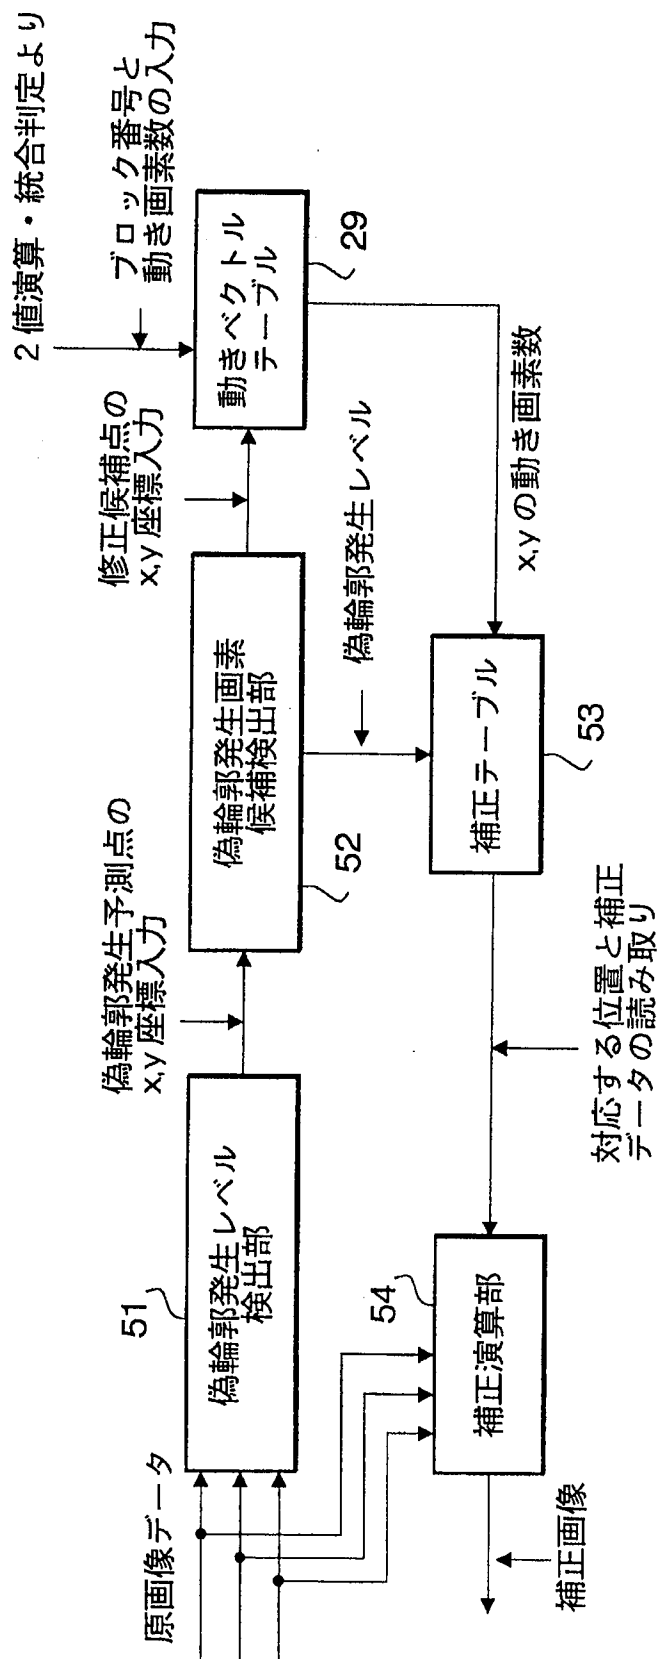 原画像データ
51
偽輪郭発生レベル
検出部
偽輪郭発生予測点の
x,y 座標入力
偽輪郭発生画素
候補検出部
52
修正候補点の
x,y 座標入力
2 値演算・統合判定より
ブロック番号と
動き画素数の入力
動きベクトル
テーブル
29
偽輪郭発生レベル
x,y の動き画素数
補正テーブル
53
対応する位置と補正
データの読み取り
54
補正演算部
補正画像